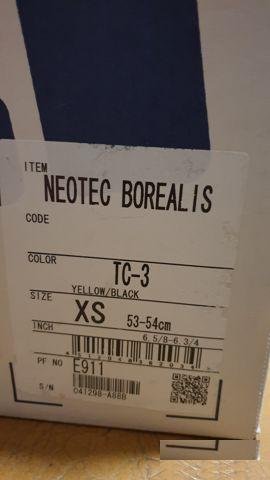 ITEM
NEOTEC BOREALIS
CODE
COLOR
TC-3
YELLOW/BLACK
SIZE
XS 53-54cm
INCH
6.5/8-6.3/4
PF NO
E911
S/N
041298-A88B